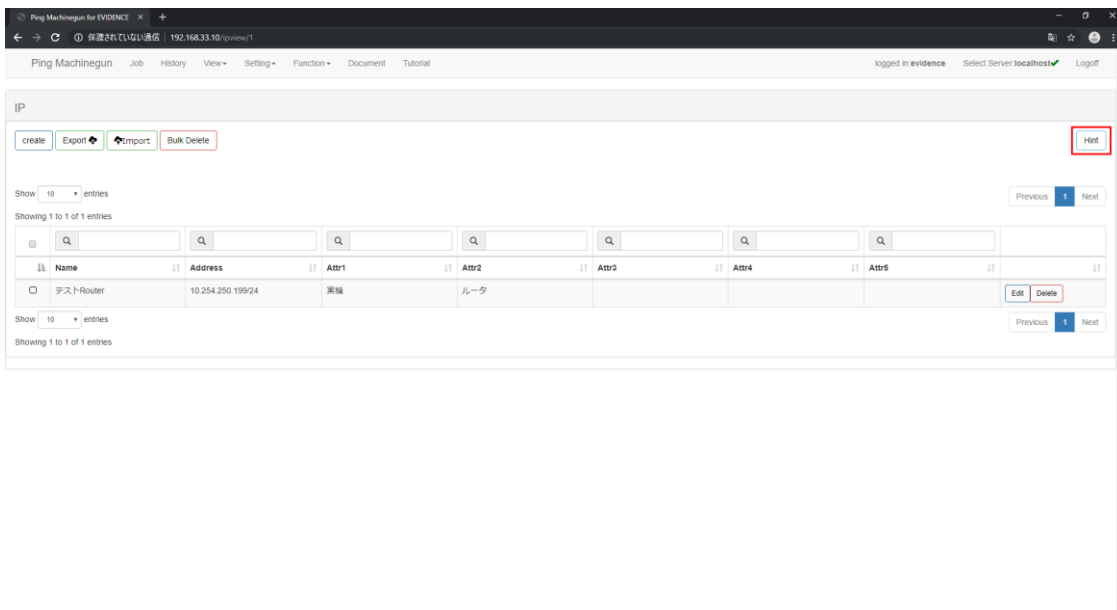 Ping Machinegun for EVIDENCE × +
保護されていない通信 | 192.168.33.10/ipview/1
Ping Machinegun Job History View Setting Function Document Tutorial logged in:evidence Select Server:localhost Logoff
IP
create Export Import Bulk Delete Hint
Show 10 entries Previous 1 Next
Showing 1 to 1 of 1 entries
Name Address Attr1 Attr2 Attr3 Attr4 Attr5
テストRouter 10.254.250.199/24 実機 ルータ Edit Delete
Show 10 entries Previous 1 Next
Showing 1 to 1 of 1 entries